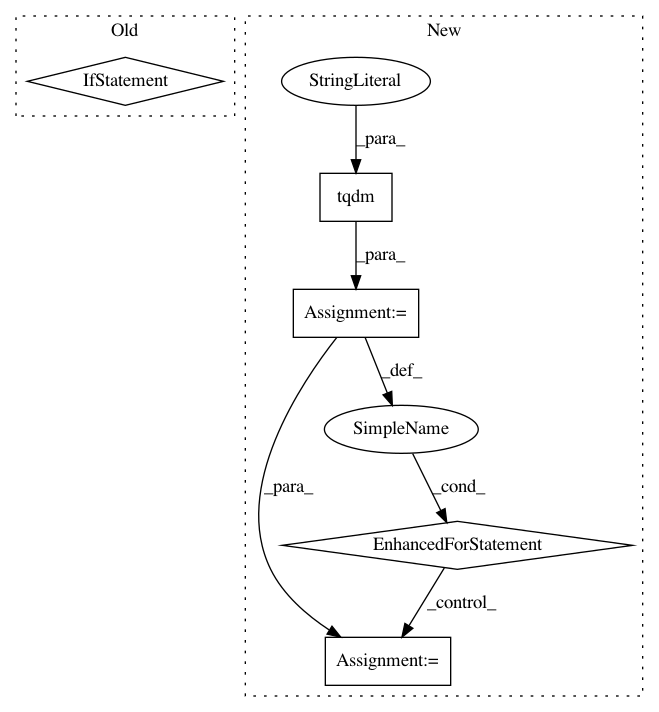 Old
New
IfStatement
StringLiteral
_para_
tqdm
_para_
Assignment:=
_def_
SimpleName
_para_
_cond_
EnhancedForStatement
_control_
Assignment:=